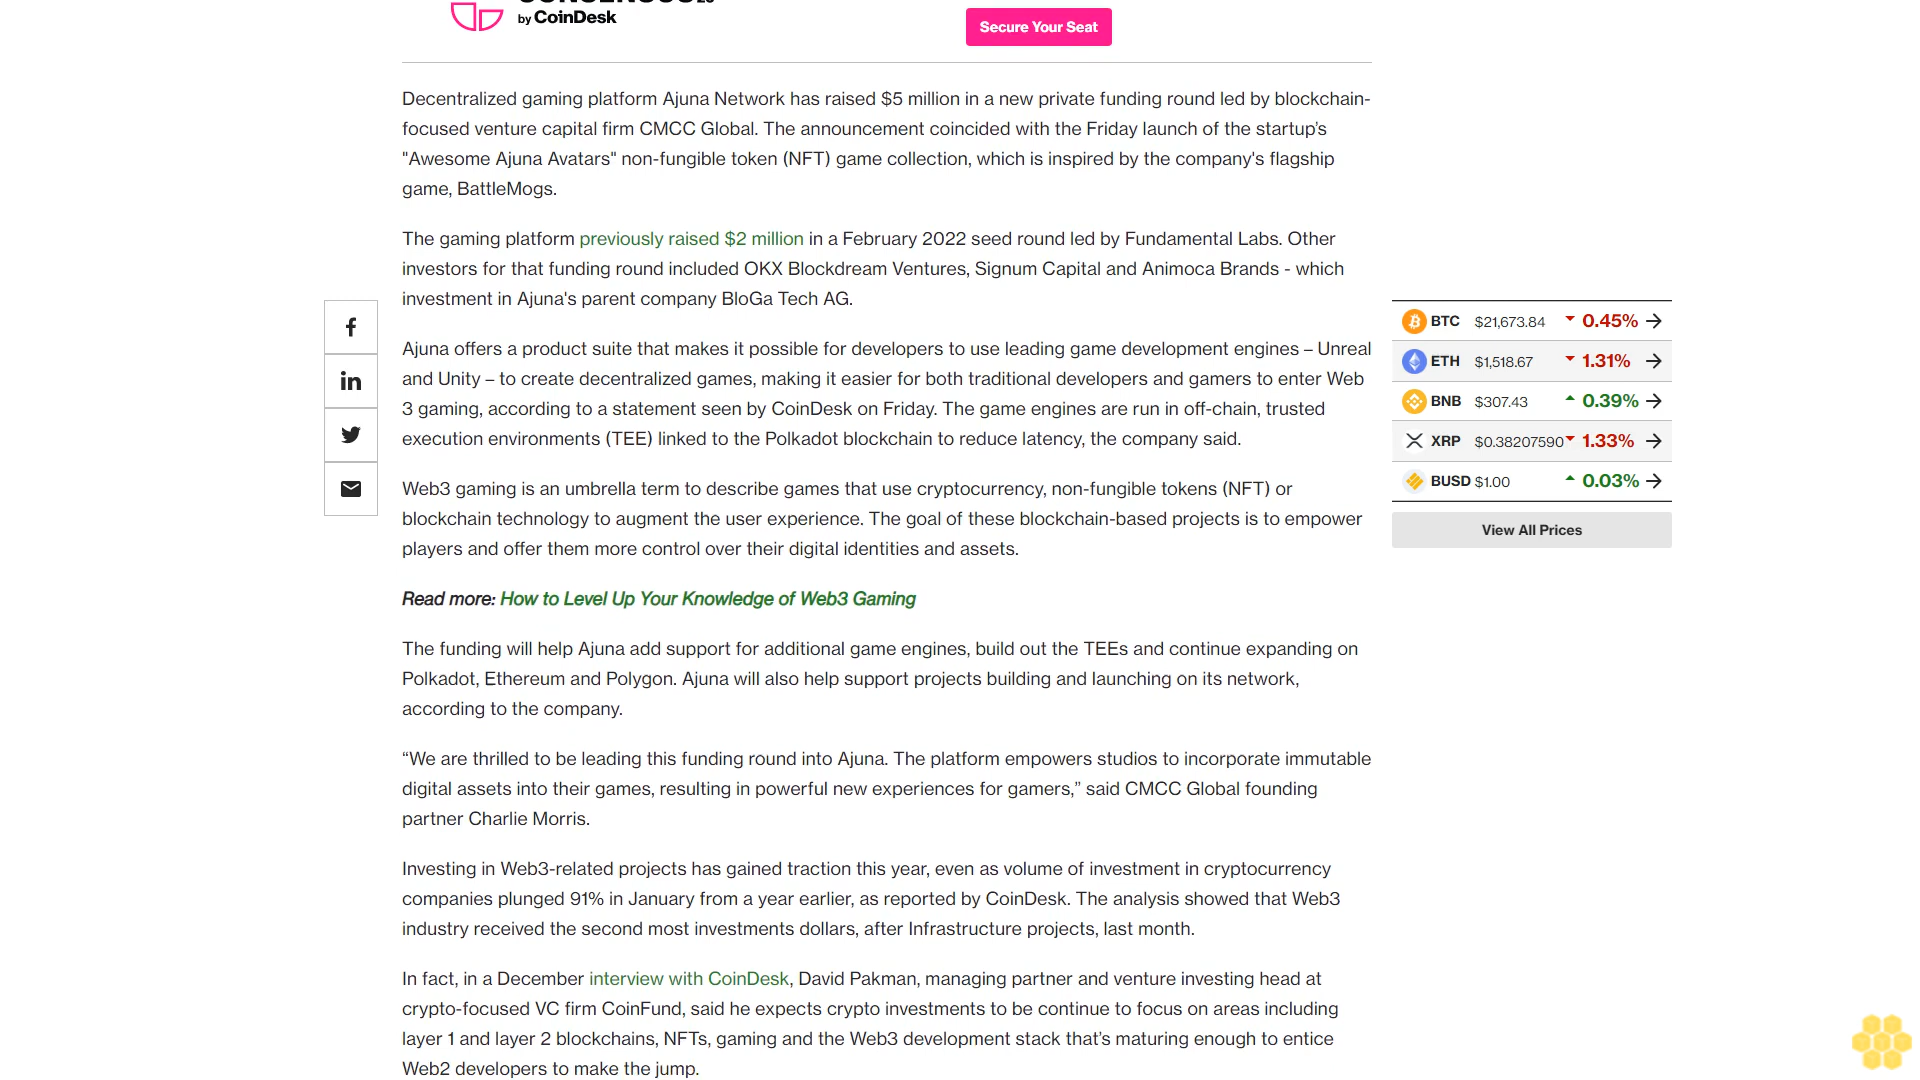 by CoinDesk
Secure Your Seat
Decentralized gaming platform Ajuna Network has raised $5 million in a new private funding round led by blockchain-
focused venture capital firm CMCC Global. The announcement coincided with the Friday launch of the startup’s
"Awesome Ajuna Avatars" non-fungible token (NFT) game collection, which is inspired by the company's flagship
game, BattleMogs.
The gaming platform previously raised $2 million in a February 2022 seed round led by Fundamental Labs. Other
investors for that funding round included OKX Blockdream Ventures, Signum Capital and Animoca Brands - which
investment in Ajuna's parent company BloGa Tech AG.
Ajuna offers a product suite that makes it possible for developers to use leading game development engines – Unreal
and Unity – to create decentralized games, making it easier for both traditional developers and gamers to enter Web
3 gaming, according to a statement seen by CoinDesk on Friday. The game engines are run in off-chain, trusted
execution environments (TEE) linked to the Polkadot blockchain to reduce latency, the company said.
Web3 gaming is an umbrella term to describe games that use cryptocurrency, non-fungible tokens (NFT) or
blockchain technology to augment the user experience. The goal of these blockchain-based projects is to empower
players and offer them more control over their digital identities and assets.
Read more: How to Level Up Your Knowledge of Web3 Gaming
The funding will help Ajuna add support for additional game engines, build out the TEEs and continue expanding on
Polkadot, Ethereum and Polygon. Ajuna will also help support projects building and launching on its network,
according to the company.
“We are thrilled to be leading this funding round into Ajuna. The platform empowers studios to incorporate immutable
digital assets into their games, resulting in powerful new experiences for gamers,” said CMCC Global founding
partner Charlie Morris.
Investing in Web3-related projects has gained traction this year, even as volume of investment in cryptocurrency
companies plunged 91% in January from a year earlier, as reported by CoinDesk. The analysis showed that Web3
industry received the second most investments dollars, after Infrastructure projects, last month.
In fact, in a December interview with CoinDesk, David Pakman, managing partner and venture investing head at
crypto-focused VC firm CoinFund, said he expects crypto investments to be continue to focus on areas including
layer 1 and layer 2 blockchains, NFTs, gaming and the Web3 development stack that’s maturing enough to entice
Web2 developers to make the jump.
BTC $21,673.84 0.45%
ETH $1,518.67 1.31%
BNB $307.43 0.39%
XRP $0.38207590 1.33%
BUSD $1.00 0.03%
View All Prices